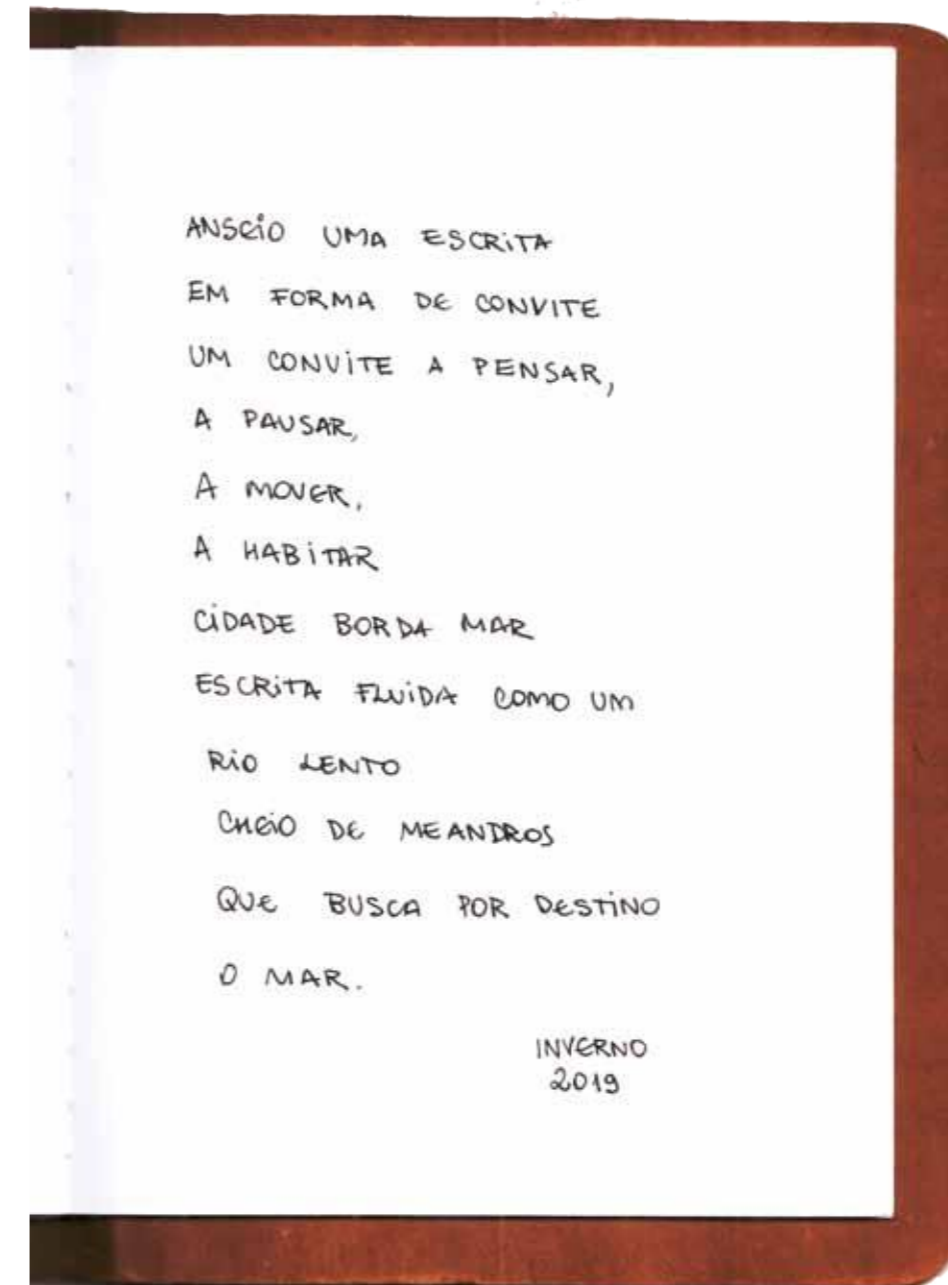 ANSEIO UMA ESCRITA
EM FORMA DE CONVITE
UM CONVITE A PENSAR,
A PAUSAR,
A MOVER,
A HABITAR
CIDADE BORDA MAR
ESCRITA FLUIDA COMO UM
RIO LENTO
CHEIO DE MEANDROS
QUE BUSCA POR DESTINO
O MAR.
INVERNO
2019